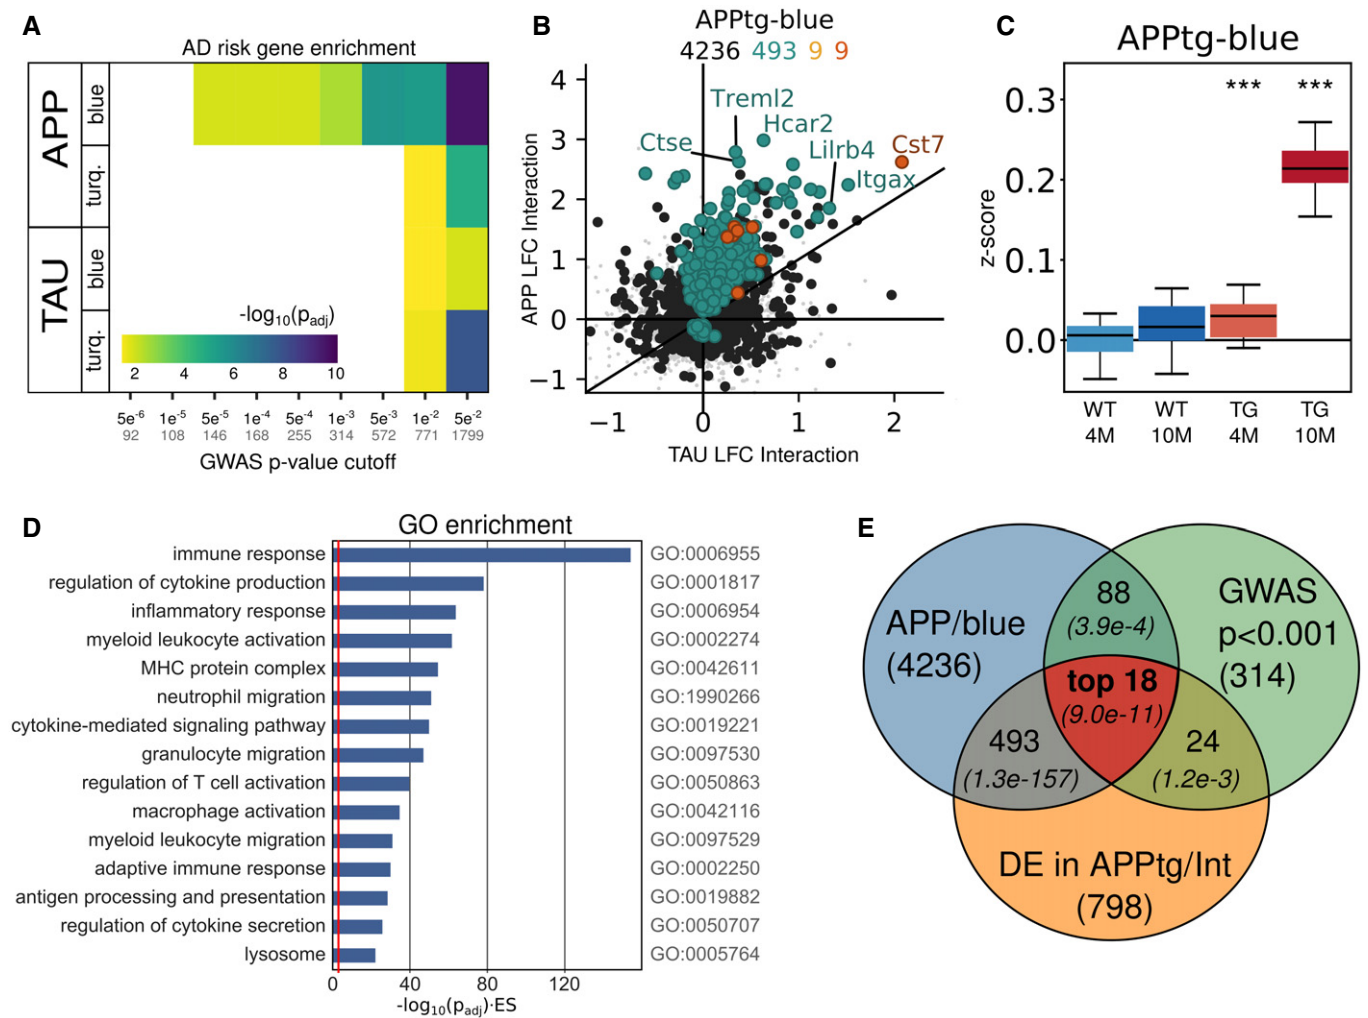 A
AD risk gene enrichment
APP
blue
turq.
TAU
blue
turq.
-log10(padj)
2 4 6 8 10
5e-6 1e-5 5e-5 1e-4 5e-4 1e-3 5e-3 1e-2 5e-2
92 108 146 168 255 314 572 771 1799
GWAS p-value cutoff
B
APPtg-blue
4236 493 9 9
APP LFC Interaction
4
3
2
1
0
−1
Treml2
Hcar2
Ctse
Lilrb4
Cst7
Itgax
−1 0 1 2
TAU LFC Interaction
C
APPtg-blue
z-score
0.3
0.2
0.1
0.0
*** ***
WT WT TG TG
4M 10M 4M 10M
D
GO enrichment
immune response GO:0006955
regulation of cytokine production GO:0001817
inflammatory response GO:0006954
myeloid leukocyte activation GO:0002274
MHC protein complex GO:0042611
neutrophil migration GO:1990266
cytokine-mediated signaling pathway GO:0019221
granulocyte migration GO:0097530
regulation of T cell activation GO:0050863
macrophage activation GO:0042116
myeloid leukocyte migration GO:0097529
adaptive immune response GO:0002250
antigen processing and presentation GO:0019882
regulation of cytokine secretion GO:0050707
lysosome GO:0005764
0 40 80 120
-log10(padj)·ES
E
APP/blue
(4236)
88
(3.9e-4)
GWAS
p<0.001
(314)
top 18
(9.0e-11)
493
(1.3e-157)
24
(1.2e-3)
DE in APPtg/Int
(798)